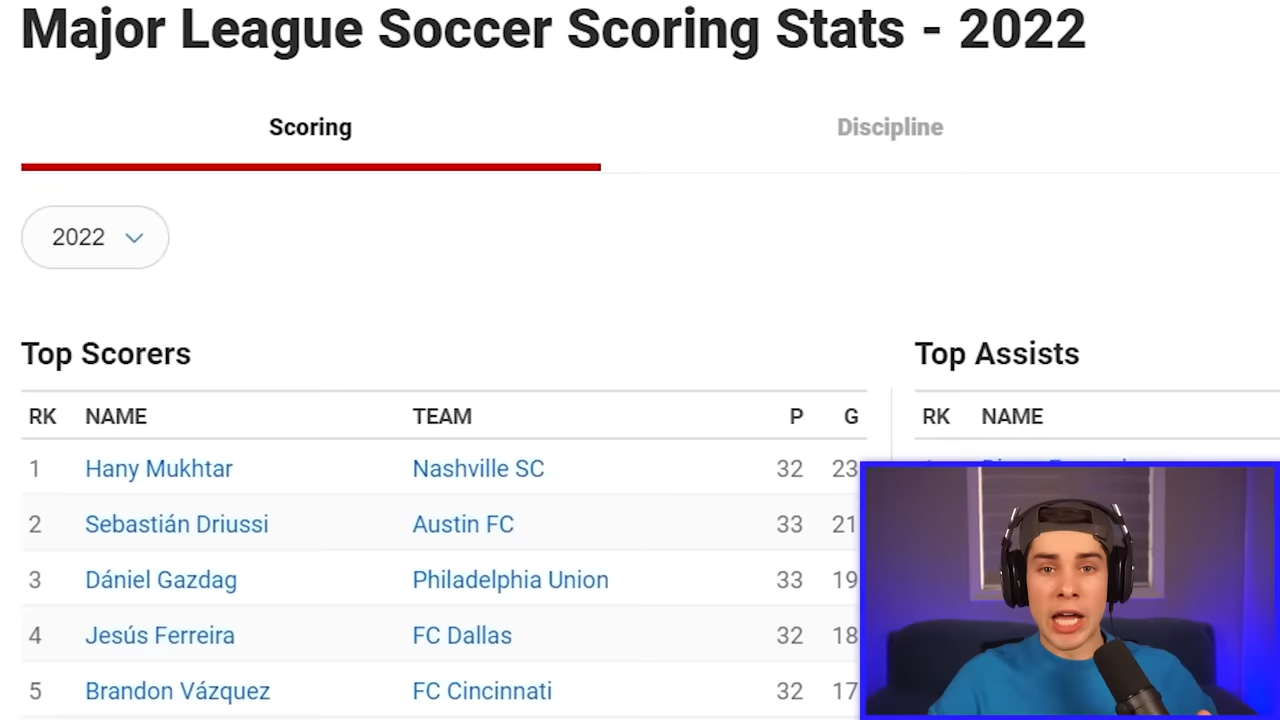 Major League Soccer Scoring Stats - 2022
Scoring
Discipline
2022
Top Scorers
RK NAME TEAM P G
1 Hany Mukhtar Nashville SC 32 23
2 Sebastián Driussi Austin FC 33 21
3 Dániel Gazdag Philadelphia Union 33 19
4 Jesús Ferreira FC Dallas 32 18
5 Brandon Vázquez FC Cincinnati 32 17
Top Assists
RK NAME